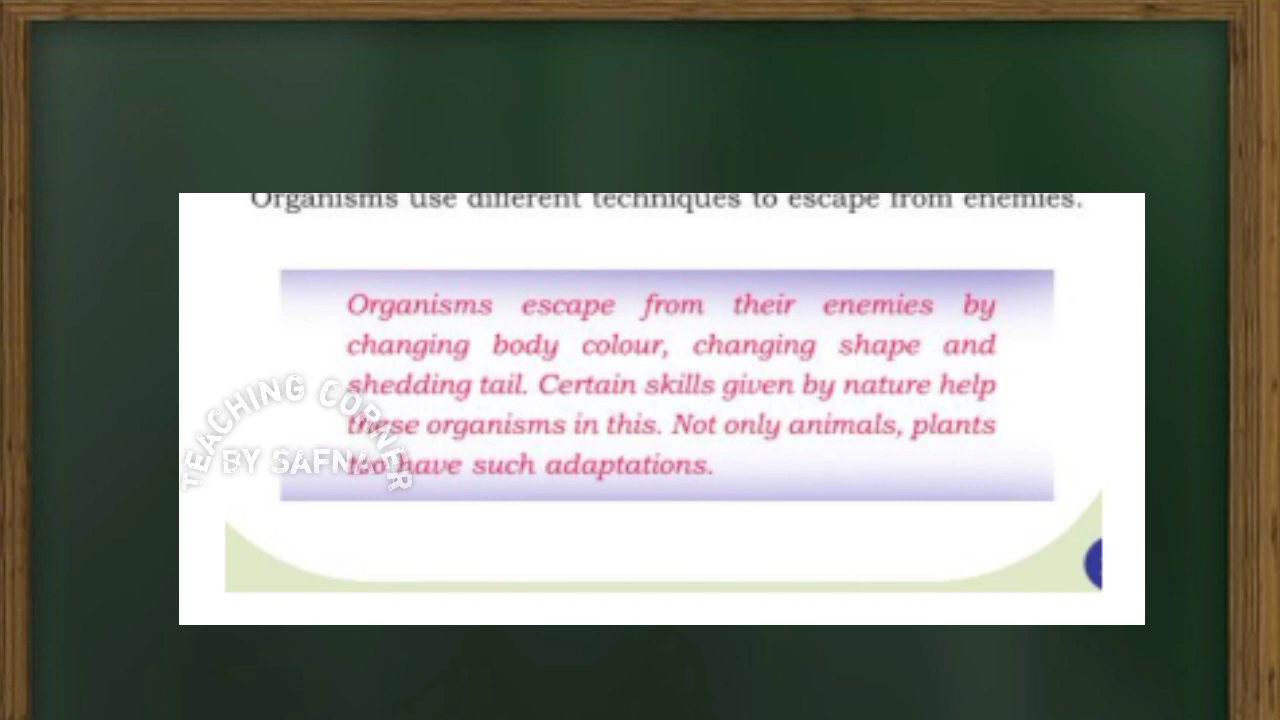 Organisms use different techniques to escape from enemies.
Organisms escape from their enemies by
changing body colour, changing shape and
shedding tail. Certain skills given by nature help
these organisms in this. Not only animals, plants
too have such adaptations.
TEACHING CORNER
BY SAFNA